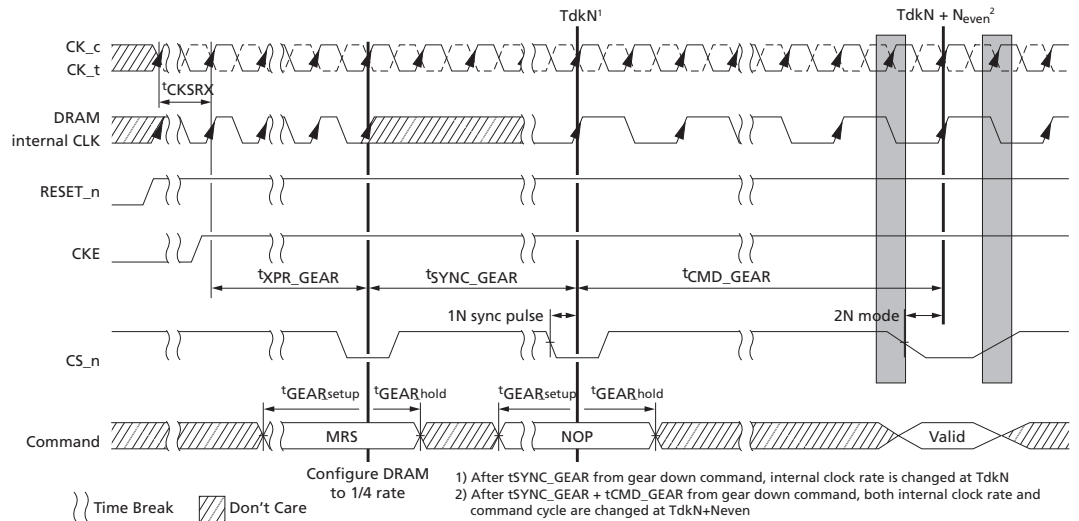 TdkN¹
TdkN + Neven²
CK_c
CK_t
tCKSRX
DRAM
internal CLK
RESET_n
CKE
tXPR_GEAR
tSYNC_GEAR
tCMD_GEAR
1N sync pulse
2N mode
CS_n
tGEARsetup
tGEARhold
tGEARsetup
tGEARhold
Command
MRS
NOP
Valid
Configure DRAM
to 1/4 rate
1) After tSYNC_GEAR from gear down command, internal clock rate is changed at TdkN
2) After tSYNC_GEAR + tCMD_GEAR from gear down command, both internal clock rate and
command cycle are changed at TdkN+Neven
Time Break
Don't Care